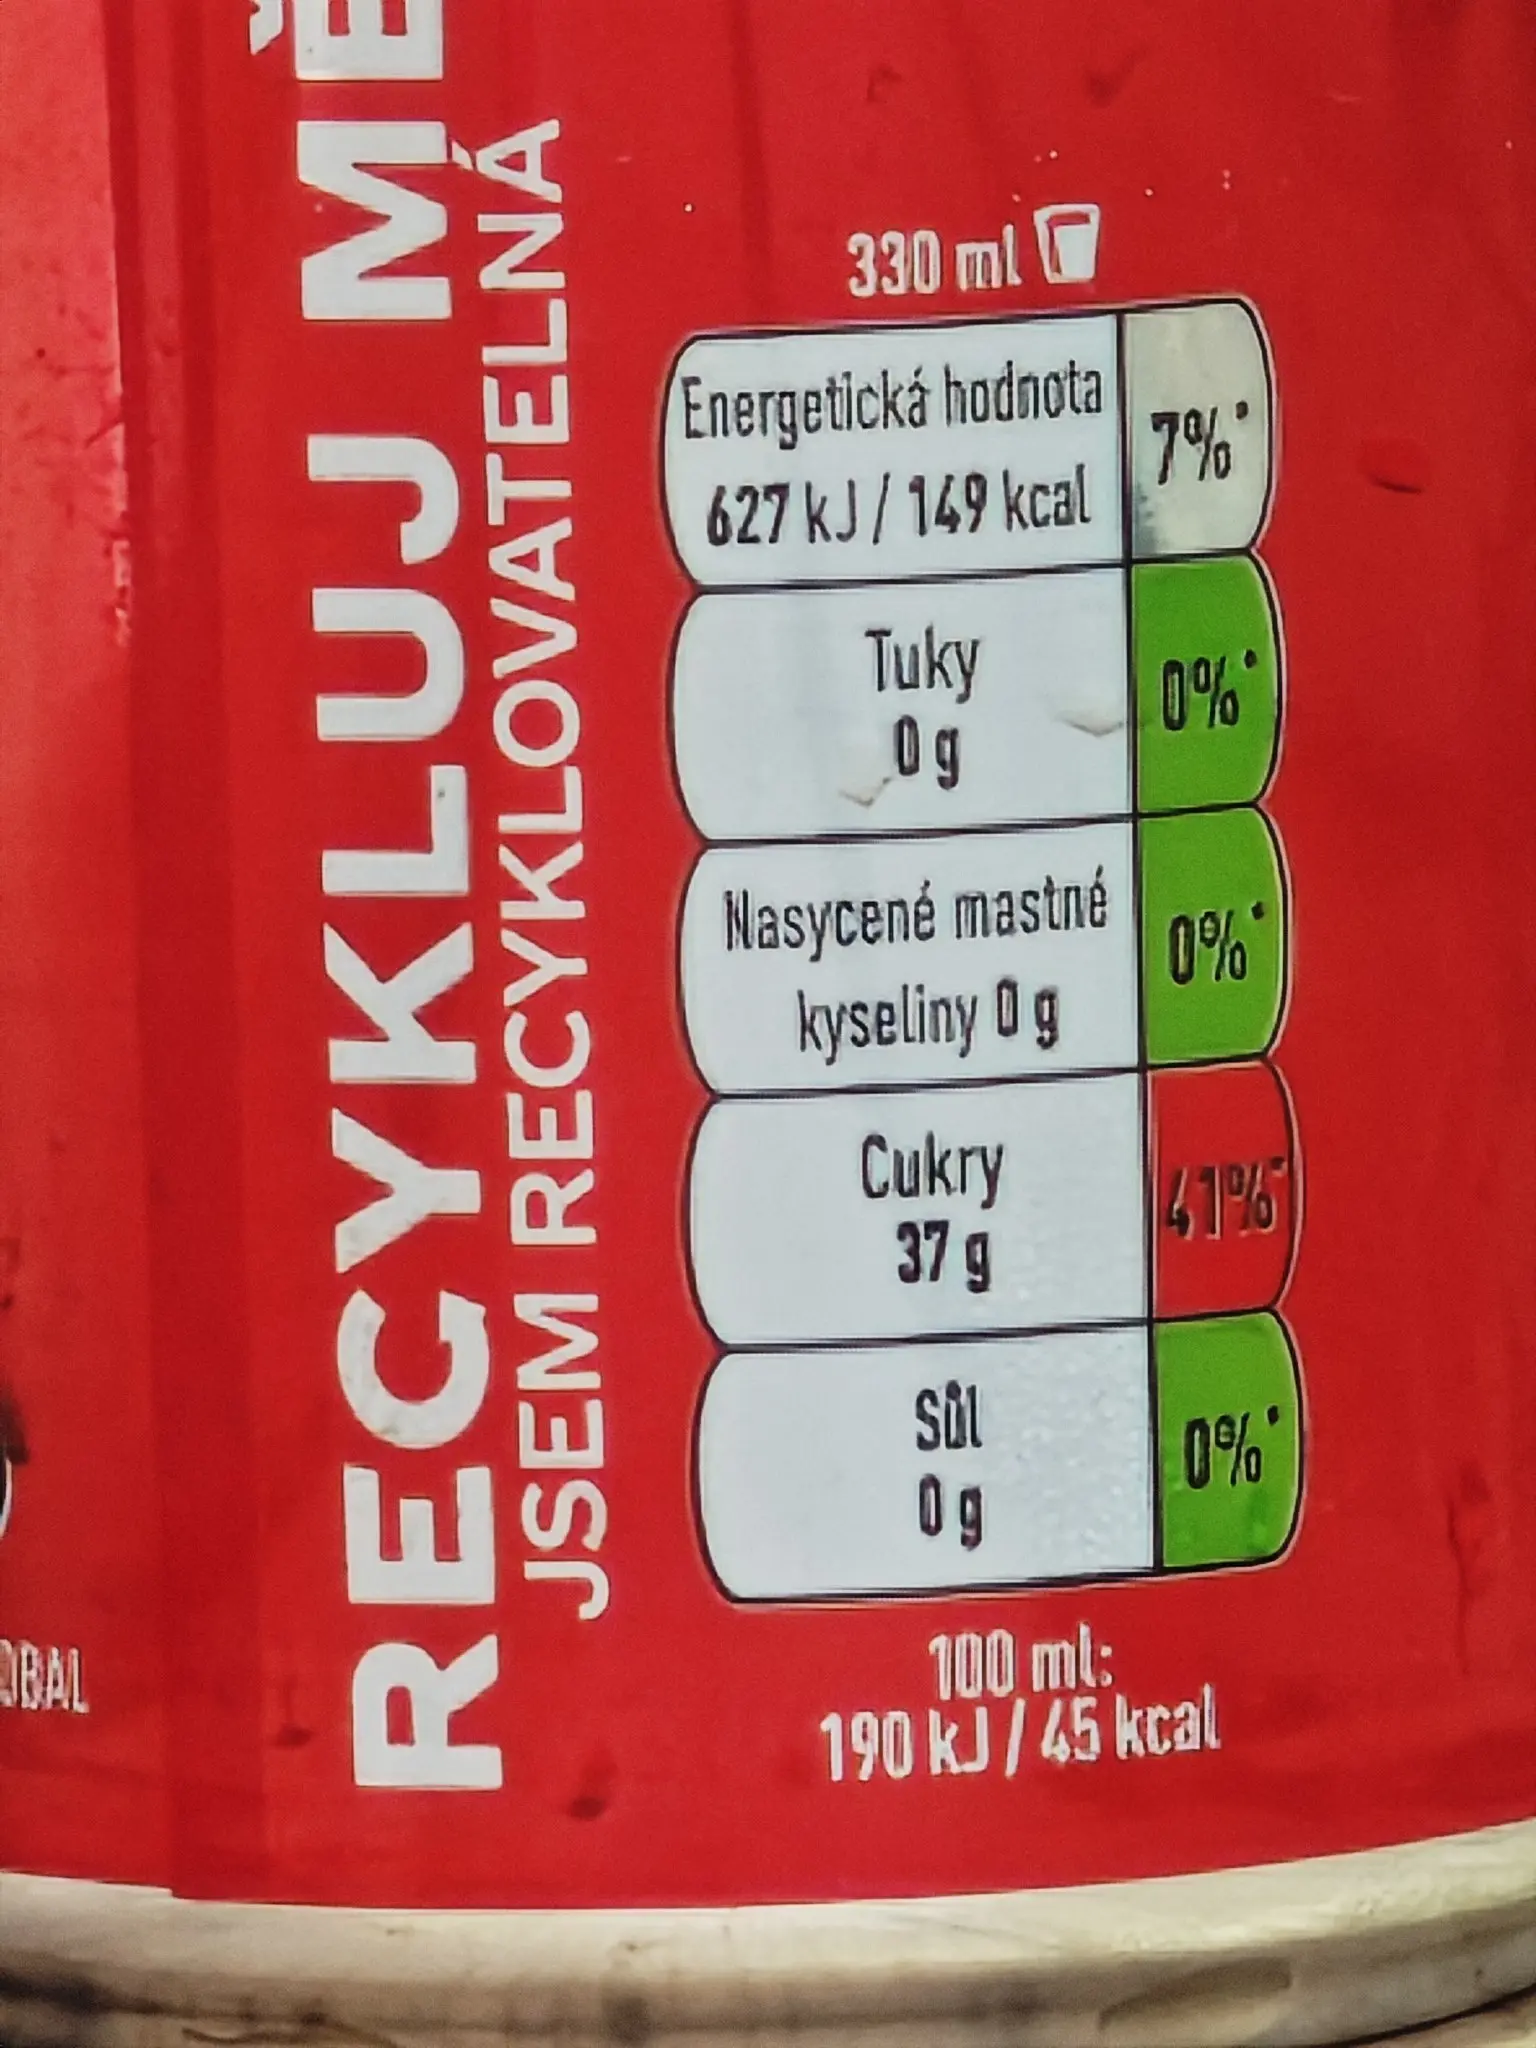 RECYKLUJ MĚ
JSEM RECYKLOVATELNÁ
330 ml
Energetická hodnota
627 kJ / 149 kcal
7%*
Tuky
0 g
0%*
Nasycené mastné
kyseliny 0 g
0%*
Cukry
37 g
41%*
Sůl
0 g
0%*
100 ml:
190 kJ / 45 kcal
OBAL